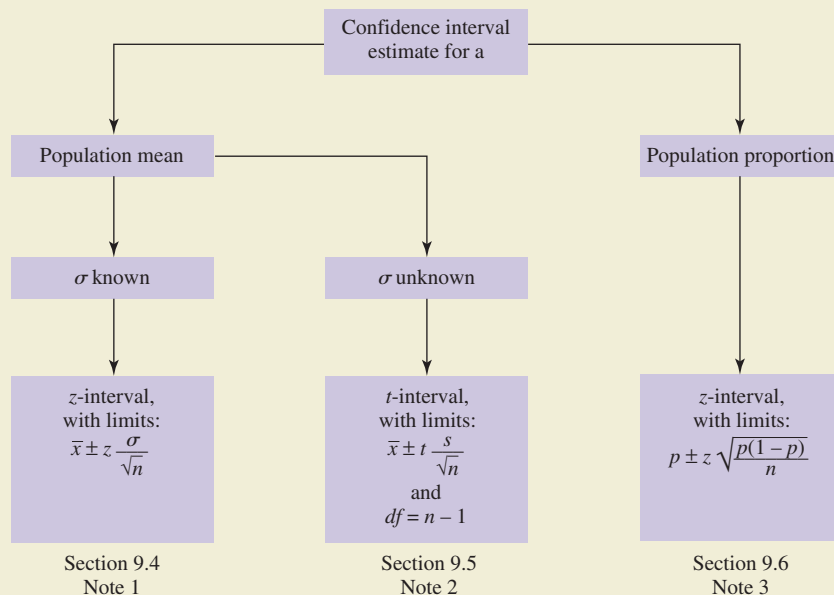 Confidence interval
estimate for a
Population mean
Population proportion
σ known
σ unknown
z-interval,
with limits:
x̄ ± z σ/√n
t-interval,
with limits:
x̄ ± t s/√n
and
df = n – 1
z-interval,
with limits:
p ± z √(p(1 – p)/n)
Section 9.4
Note 1
Section 9.5
Note 2
Section 9.6
Note 3